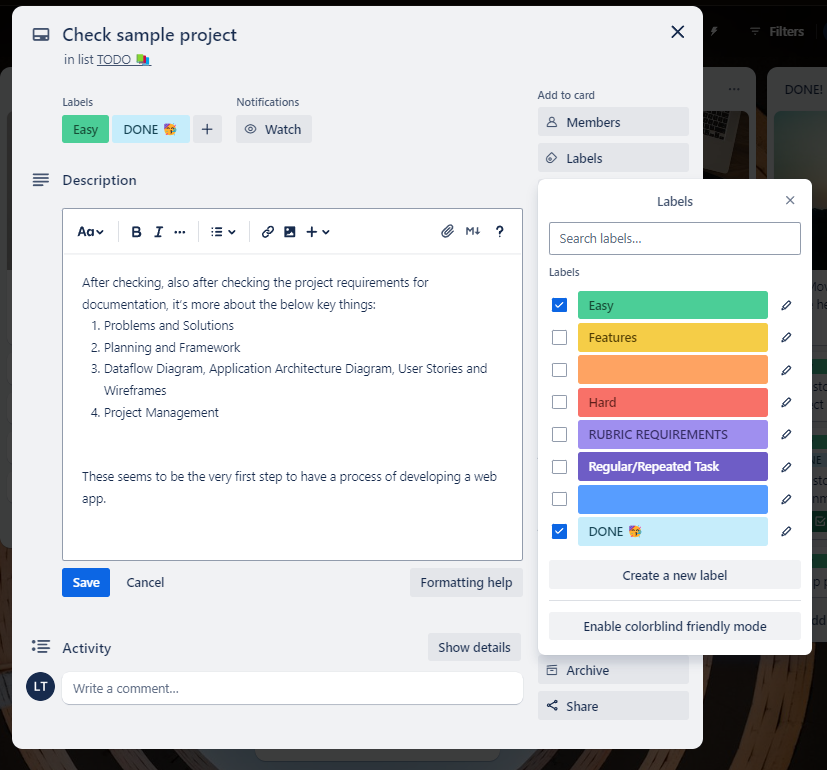 Check sample project
in list TODO
Filters
Labels
Notifications
Easy
DONE
Watch
Add to card
Members
Labels
DONE!
Description
Aa
B I
M↓ ?
After checking, also after checking the project requirements for
documentation, it's more about the below key things:
1. Problems and Solutions
2. Planning and Framework
3. Dataflow Diagram, Application Architecture Diagram, User Stories and
Wireframes
4. Project Management
These seems to be the very first step to have a process of developing a web
app.
Save
Cancel
Formatting help
Labels
Search labels...
Labels
Easy
Features
Hard
RUBRIC REQUIREMENTS
Regular/Repeated Task
DONE
Create a new label
Enable colorblind friendly mode
Activity
Show details
LT
Write a comment...
Archive
Share